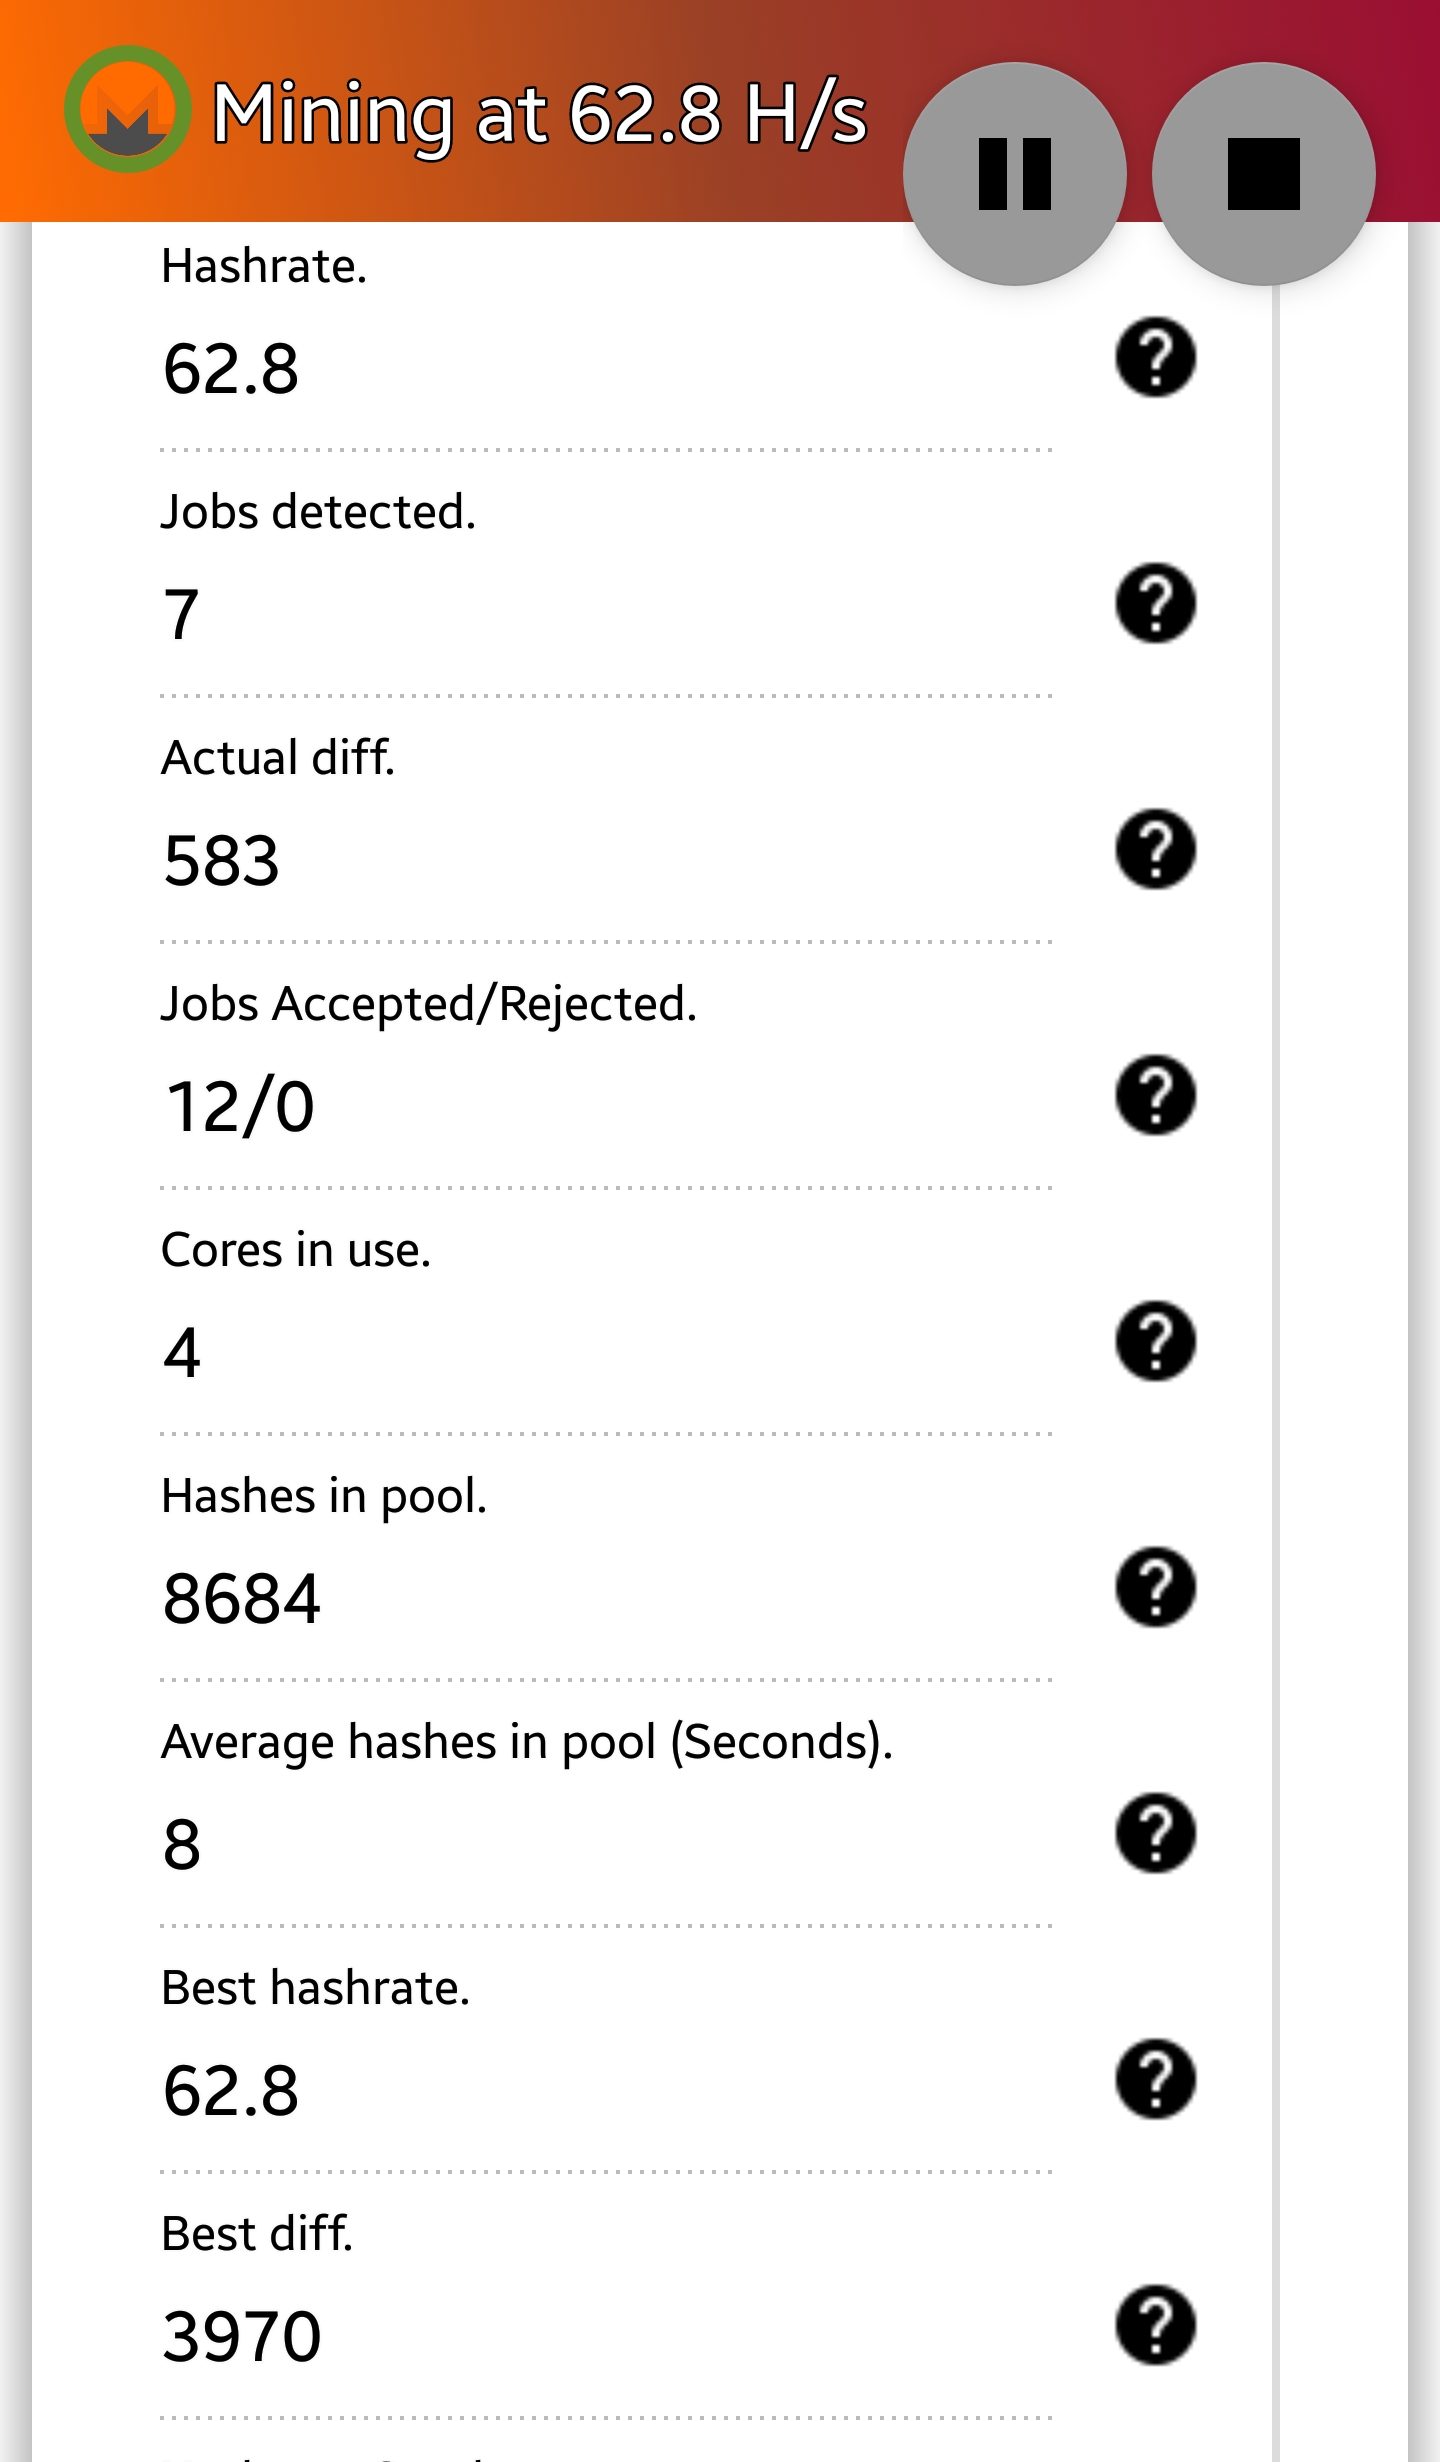 Mining at 62.8 H/s
Hashrate.
62.8
Jobs detected.
7
Actual diff.
583
Jobs Accepted/Rejected.
12/0
Cores in use.
4
Hashes in pool.
8684
Average hashes in pool (Seconds).
8
Best hashrate.
62.8
Best diff.
3970